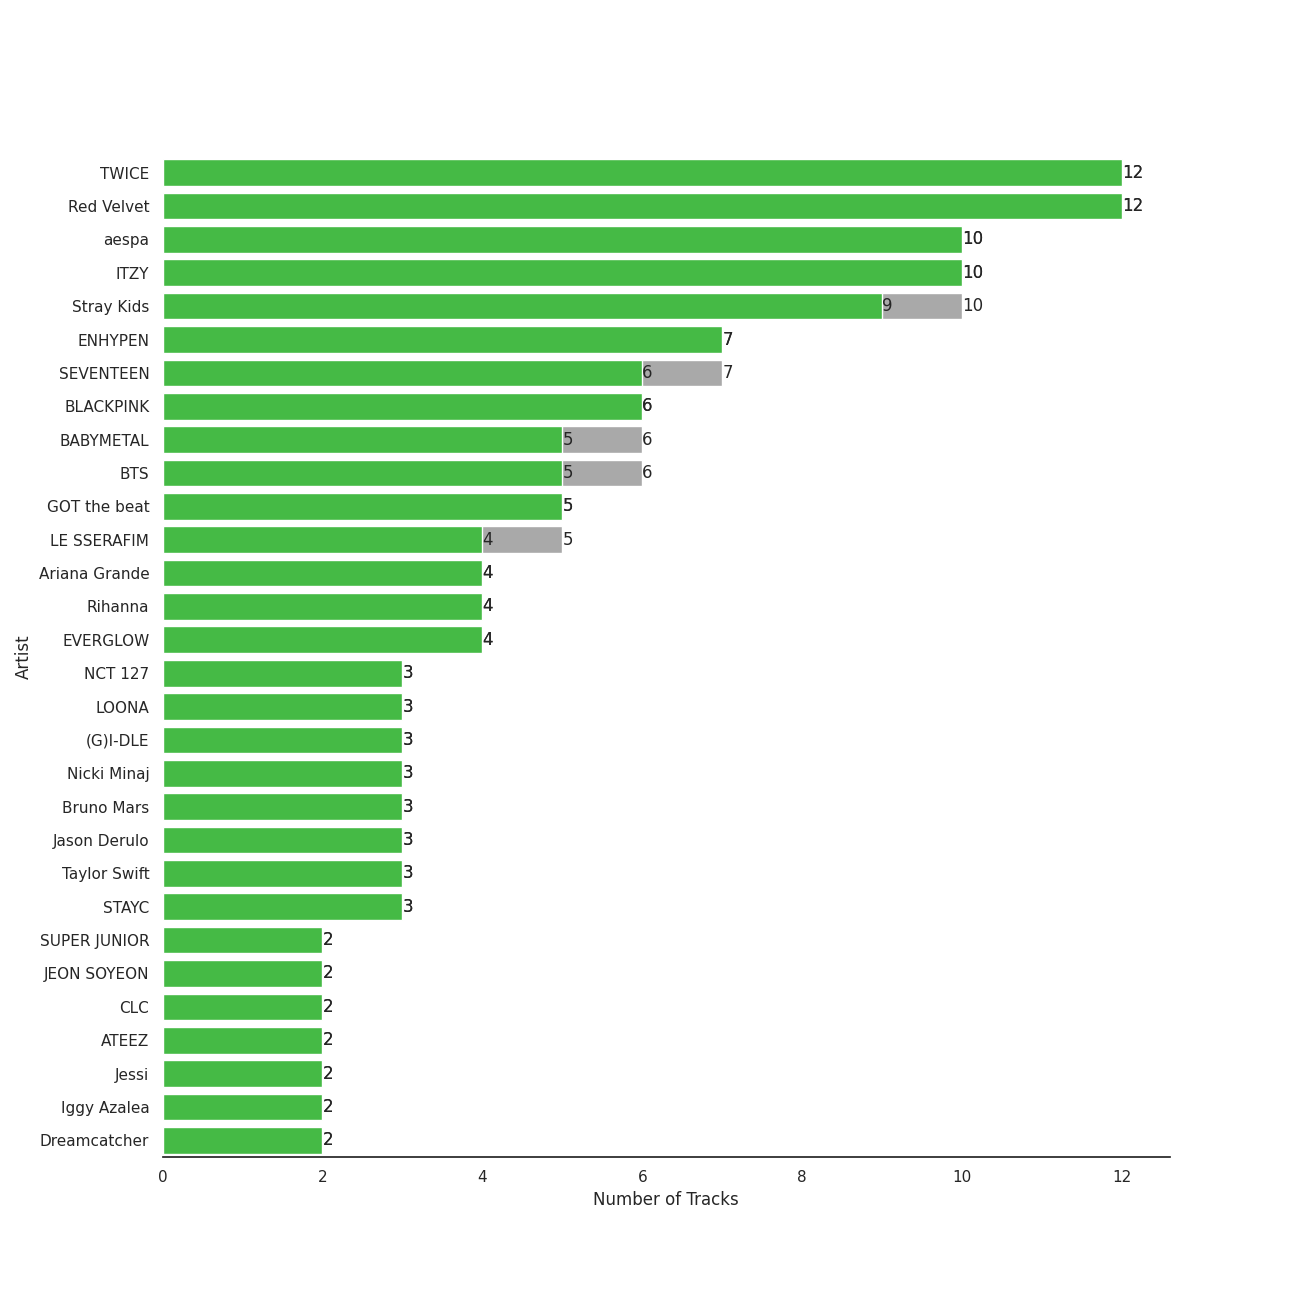 TWICE 12
Red Velvet 12
aespa 10
ITZY 10
Stray Kids 9 10
ENHYPEN 7
SEVENTEEN 6 7
BLACKPINK 6
BABYMETAL 5 6
BTS 5 6
GOT the beat 5
LE SSERAFIM 4 5
Ariana Grande 4
Rihanna 4
EVERGLOW 4
NCT 127 3
LOONA 3
(G)I-DLE 3
Nicki Minaj 3
Bruno Mars 3
Jason Derulo 3
Taylor Swift 3
STAYC 3
SUPER JUNIOR 2
JEON SOYEON 2
CLC 2
ATEEZ 2
Jessi 2
Iggy Azalea 2
Dreamcatcher 2
Artist
0 2 4 6 8 10 12
Number of Tracks